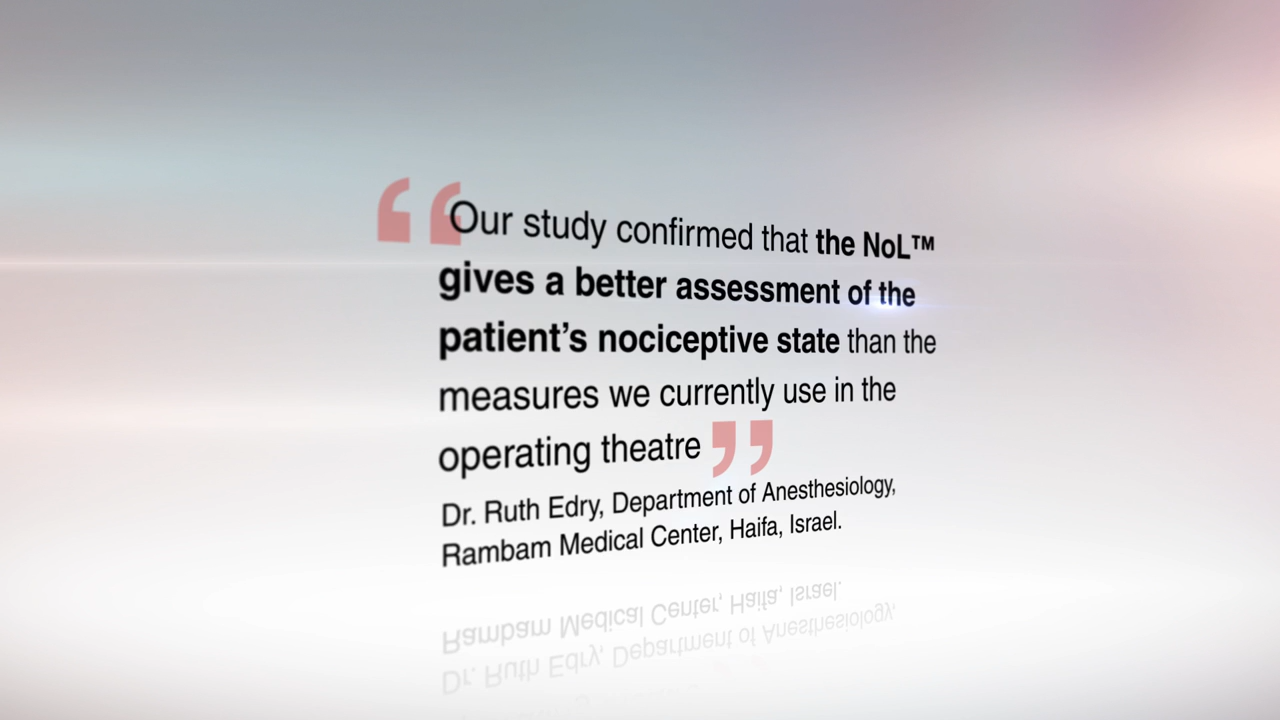 “Our study confirmed that the NoL™
gives a better assessment of the
patient’s nociceptive state than the
measures we currently use in the
operating theatre”
Dr. Ruth Edry, Department of Anesthesiology,
Rambam Medical Center, Haifa, Israel.